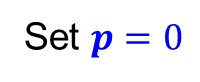 Set p = 0